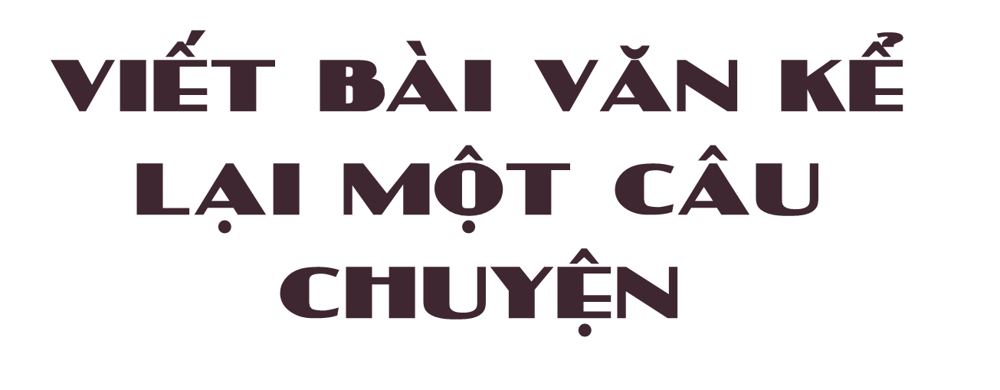 VIẾT BÀI VĂN KỂ
LẠI MỘT CÂU
CHUYỆN